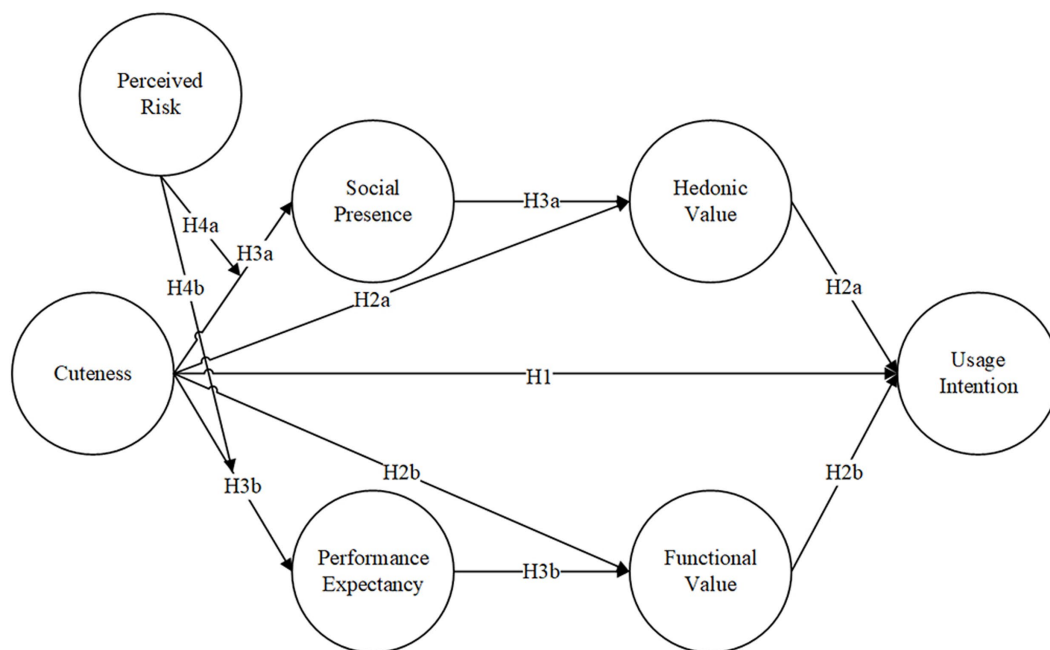 Perceived
Risk
Social
Presence
H3a
Hedonic
Value
H4a
H3a
H4b
H2a
H2a
Cuteness
H1
Usage
Intention
H2b
H2b
H3b
Performance
Expectancy
H3b
Functional
Value